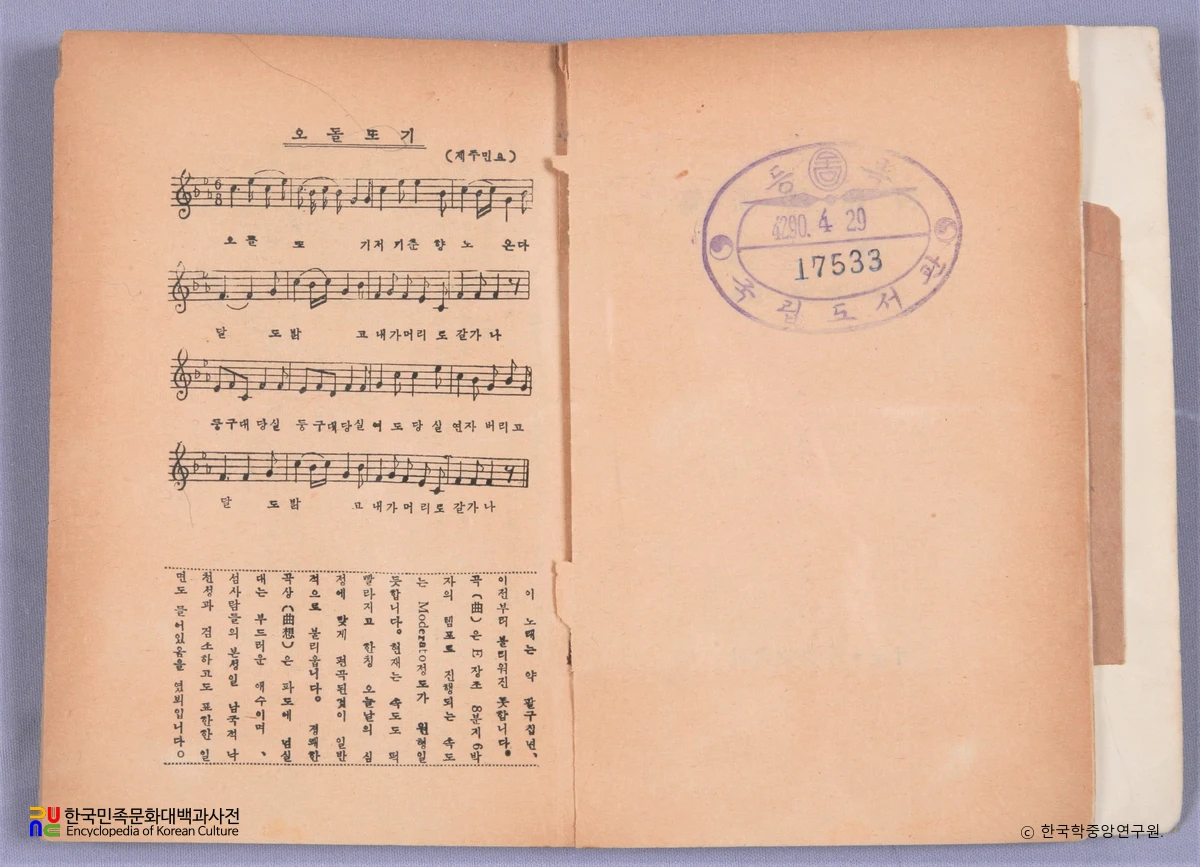 오 돌 또 기
(제주민요)
6
8
오 돌 또 기저 기춘 향 노 온다
달 도 밝 고 내가머리 도 갈가 나
둥구대 당실 둥구대당실 여 도 당 실 연자 버리고
달 도 밝 고 내가머리로 갈가 나
이 노래는 약 팔구십년、
이전부터 불리워진 듯합니다。
곡(曲)은 E장조 8분지6박
자의 템포로 진행되는 속도
는 Moderato정도가 원형일
듯합니다。현재는 속도도 떡
빨라지고 한칭 오늘날의 심
정에 맞게 편곡된것이 일반
적으로 불리웁니다。 경쾌한
곡상(曲想)은 파도에 넘실
대는 부드러운 애수이며、
섬사람들의 본성일 남국적 낙
천성과 검소하고도 표한한 일
면도 들어있음을 엿뵈입니다。
등 록
4290. 4 29
17533
국립도서관
한국민족문화대백과사전
Encyclopedia of Korean Culture
© 한국학중앙연구원.